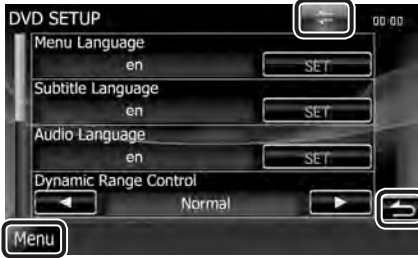 DVD SETUP 00:00
Menu Language
en SET
Subtitle Language
en SET
Audio Language
en SET
Dynamic Range Control
Normal
Menu